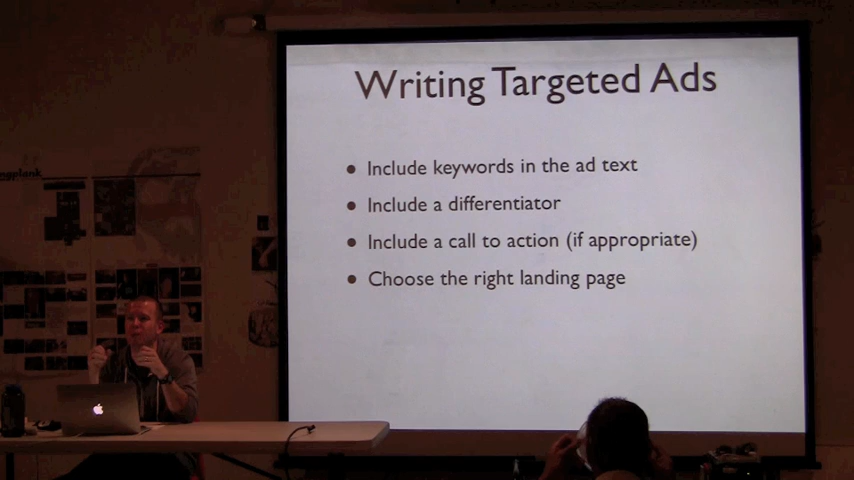 Writing Targeted Ads
• Include keywords in the ad text
• Include a differentiator
• Include a call to action (if appropriate)
• Choose the right landing page
ngplank